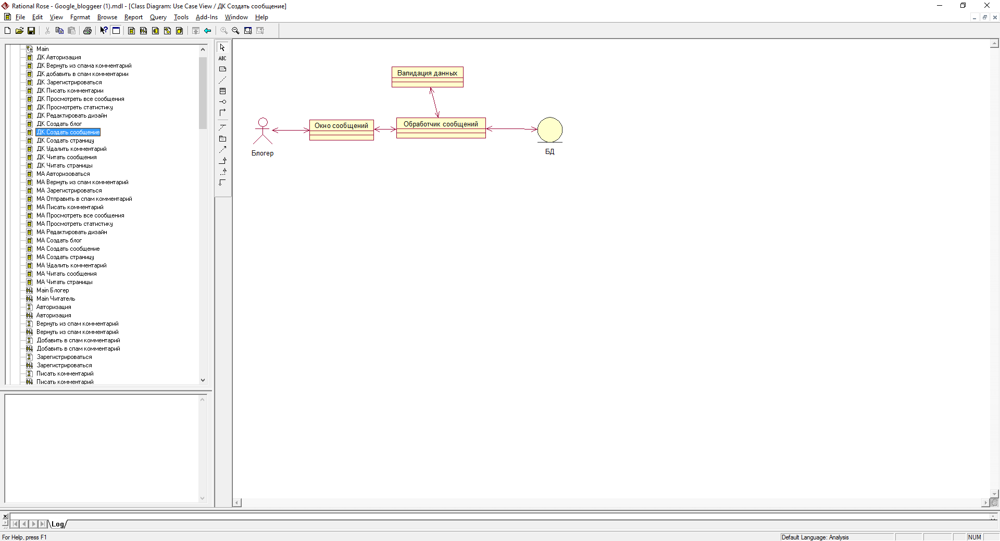 Rational Rose - Google_bloggeer (1).mdl - [Class Diagram: Use Case View / ДК Создать сообщение]
File Edit View Format Browse Report Query Tools Add-Ins Window Help
Main
ДК Авторизация
ДК Вернуть из спама комментарий
ДК добавить в спам комментарии
ДК Зарегистрироваться
ДК Писать комментарии
ДК Просмотреть все сообщения
ДК Просмотреть статистику
ДК Редактировать дизайн
ДК Создать блог
ДК Создать сообщение
ДК Создать страницу
ДК Удалить комментарий
ДК Читать сообщения
ДК Читать страницы
МА Авторизоваться
МА Вернуть из спам комментарий
МА Зарегистрироваться
МА Отправить в спам комментарий
МА Писать комментарий
МА Просмотреть все сообщения
МА Просмотреть статистику
МА Редактировать дизайн
МА Создать блог
МА Создать сообщение
МА Создать страницу
МА Удалить комментарий
МА Читать сообщения
МА Читать страницы
Main Блогер
Main Читатель
Авторизация
Авторизация
Вернуть из спам комментарий
Вернуть из спам комментарий
Добавить в спам комментарий
Добавить в спам комментарий
Зарегистрироваться
Зарегистрироваться
Писать комментарий
Писать комментарий
ABC
Валидация данных
Окно сообщений
Обработчик сообщений
Блогер
БД
Log
For Help, press F1
Default Language: Analysis
NUM